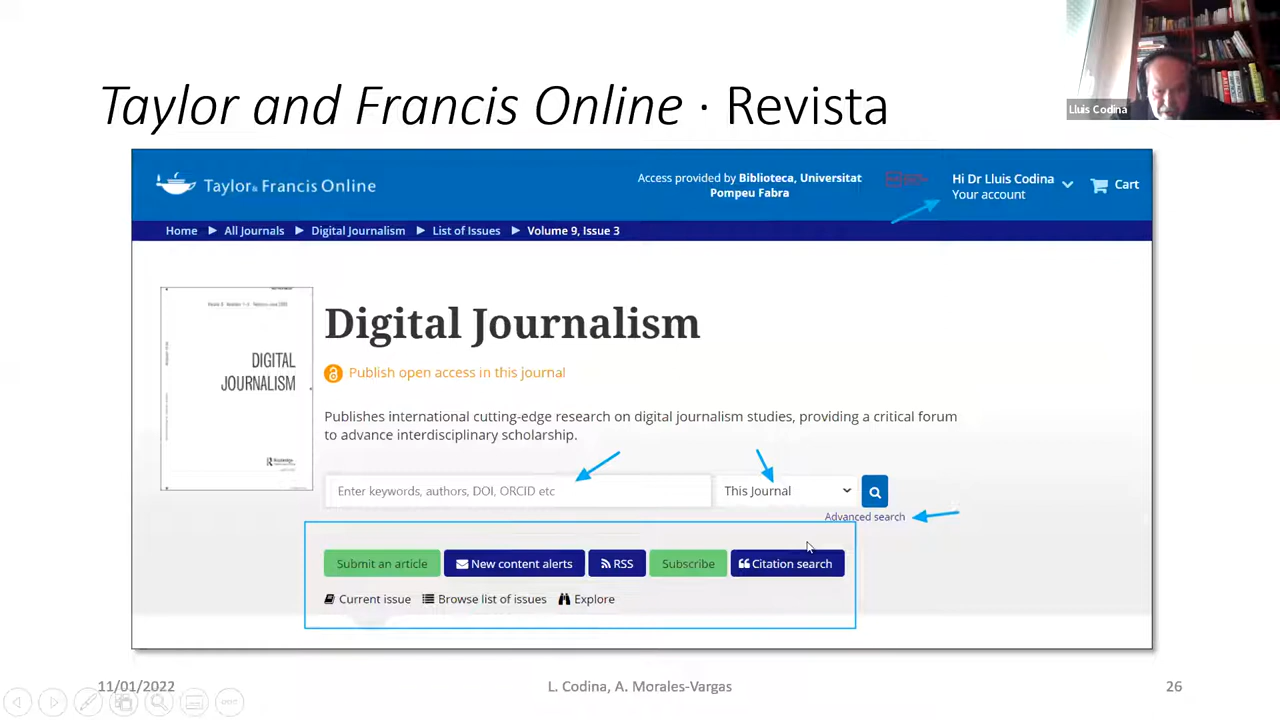 Taylor and Francis Online · Revista
Lluis Codina
Taylor & Francis Online
Access provided by Biblioteca, Universitat
Pompeu Fabra
Hi Dr Lluis Codina
Your account
Cart
Home ▶ All Journals ▶ Digital Journalism ▶ List of Issues ▶ Volume 9, Issue 3
DIGITAL
JOURNALISM
Routledge
Digital Journalism
Publish open access in this journal
Publishes international cutting-edge research on digital journalism studies, providing a critical forum
to advance interdisciplinary scholarship.
Enter keywords, authors, DOI, ORCID etc
This Journal
Advanced search
Submit an article
New content alerts
RSS
Subscribe
Citation search
Current issue
Browse list of issues
Explore
11/01/2022
L. Codina, A. Morales-Vargas
26